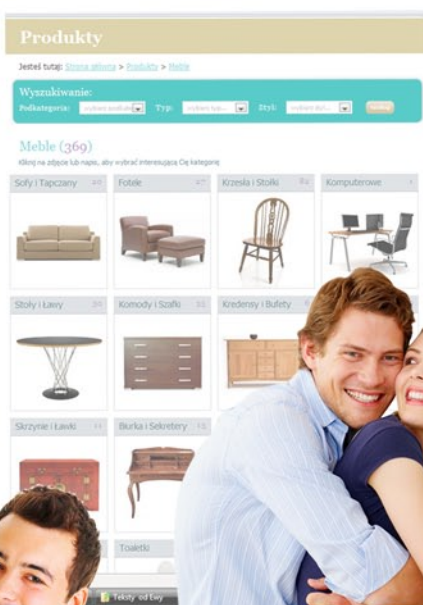 Produkty
Jesteś tutaj: Strona główna > Produkty > Meble
Wyszukiwanie:
Podkategoria: Typ: Styl:
Meble (369)
Kliknij na zdjęcie lub napis, aby wybrać interesującą Cię kategorię
Sofy i Tapczany Fotele Krzesła i Stołki Komputerowe
Stoły i Ławy Komody i Szafki Kredensy i Bufety
Skrzynie i Ławki Biurka i Sekretery
Toaletki
Teksty od Ewy